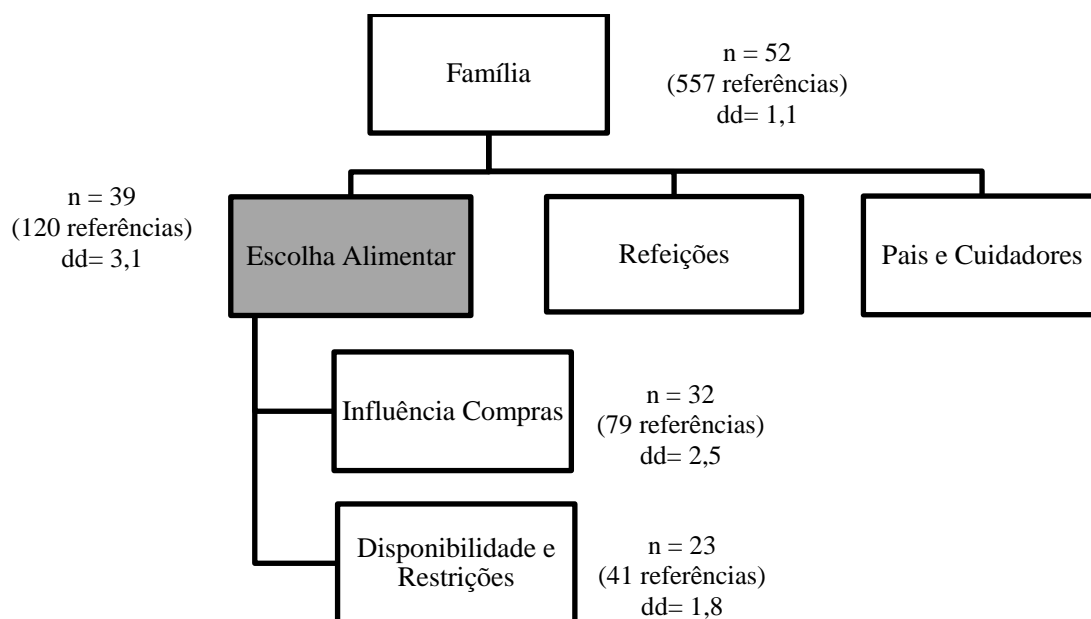 Família
n = 52
(557 referências)
dd= 1,1
n = 39
(120 referências)
dd= 3,1
Escolha Alimentar
Refeições
Pais e Cuidadores
Influência Compras
n = 32
(79 referências)
dd= 2,5
Disponibilidade e
Restrições
n = 23
(41 referências)
dd= 1,8